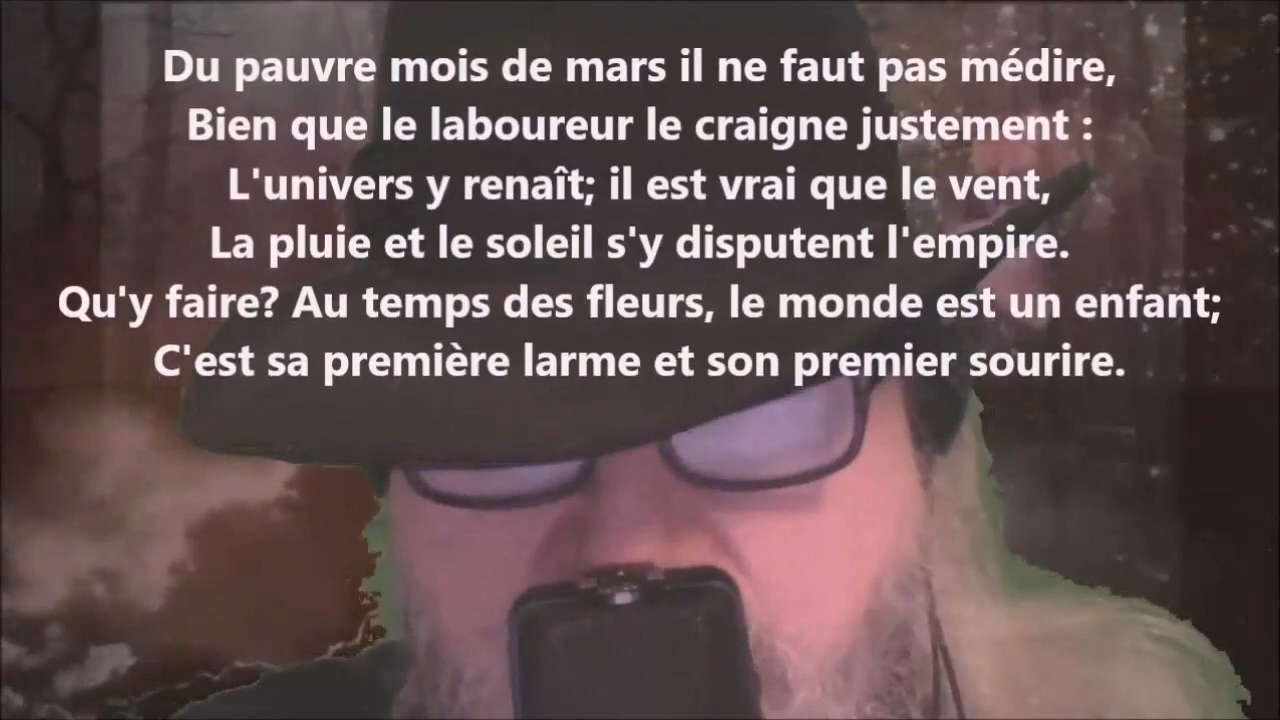 Du pauvre mois de mars il ne faut pas médire,
Bien que le laboureur le craigne justement :
L'univers y renaît; il est vrai que le vent,
La pluie et le soleil s'y disputent l'empire.
Qu'y faire? Au temps des fleurs, le monde est un enfant;
C'est sa première larme et son premier sourire.